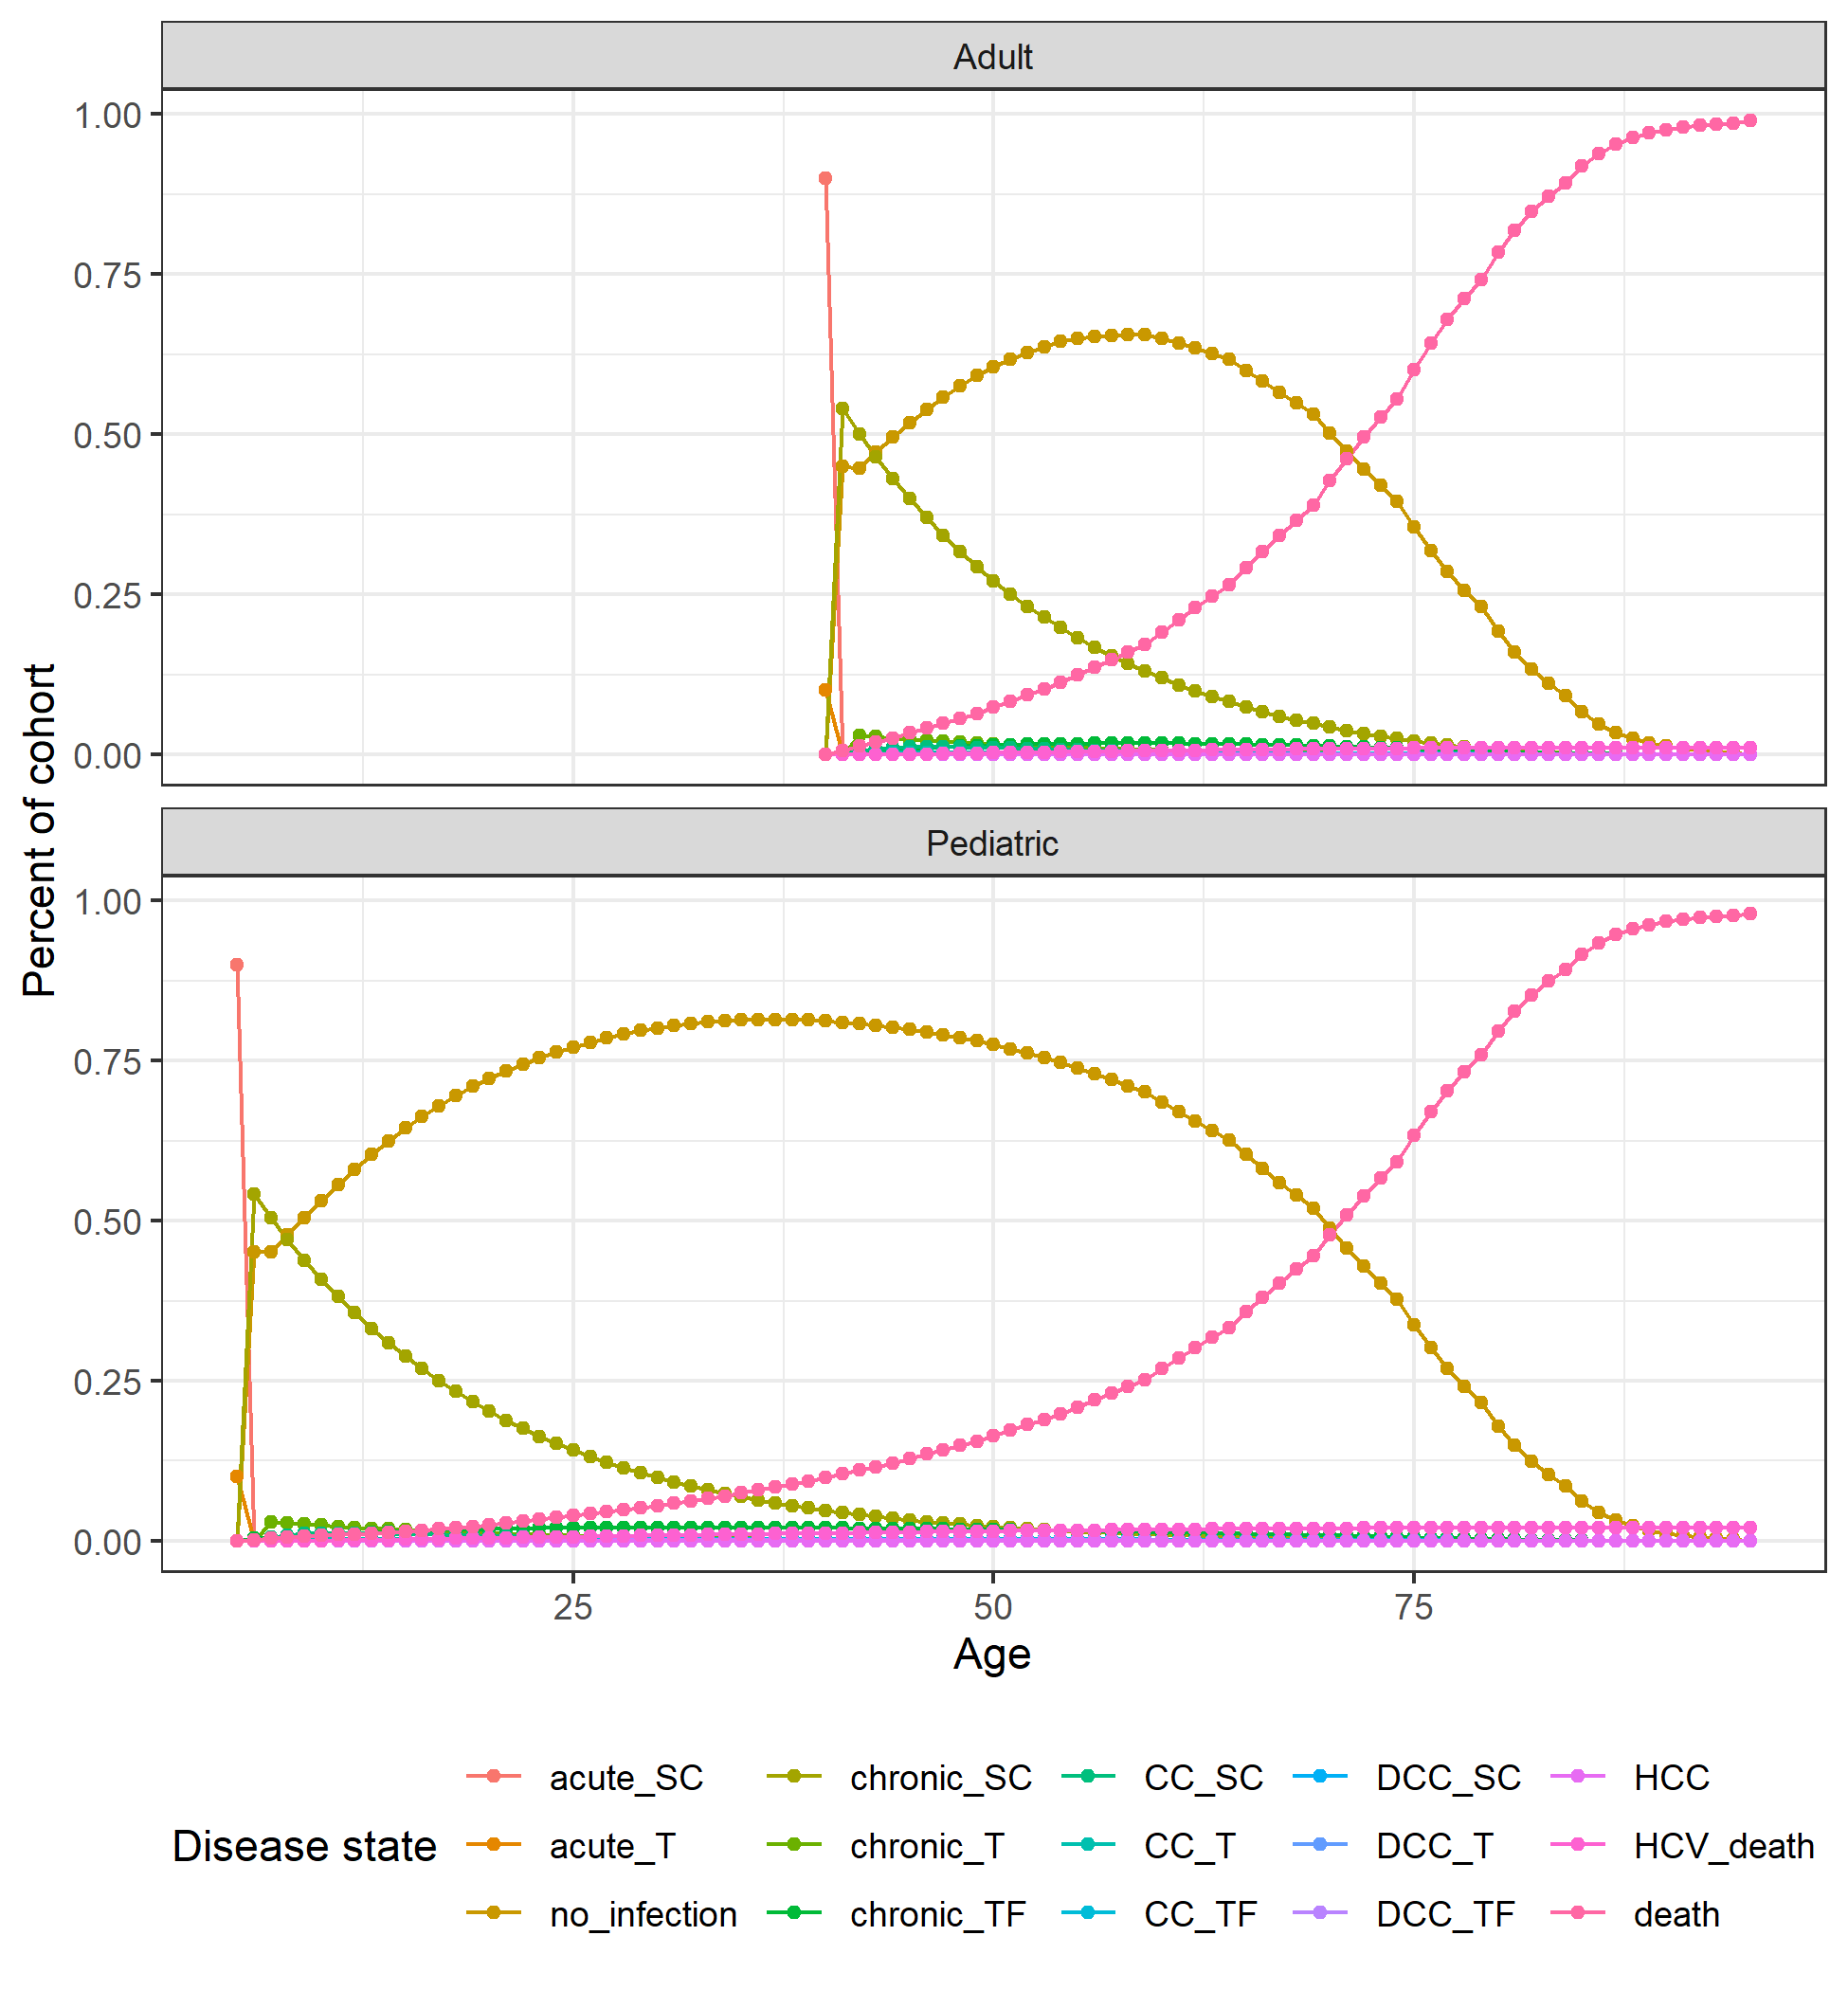 Adult
1.00
0.75
0.50
0.25
0.00
Percent of cohort
Pediatric
1.00
0.75
0.50
0.25
0.00
25 50 75
Age
acute_SC chronic_SC CC_SC DCC_SC HCC
Disease state acute_T chronic_T CC_T DCC_T HCV_death
no_infection chronic_TF CC_TF DCC_TF death